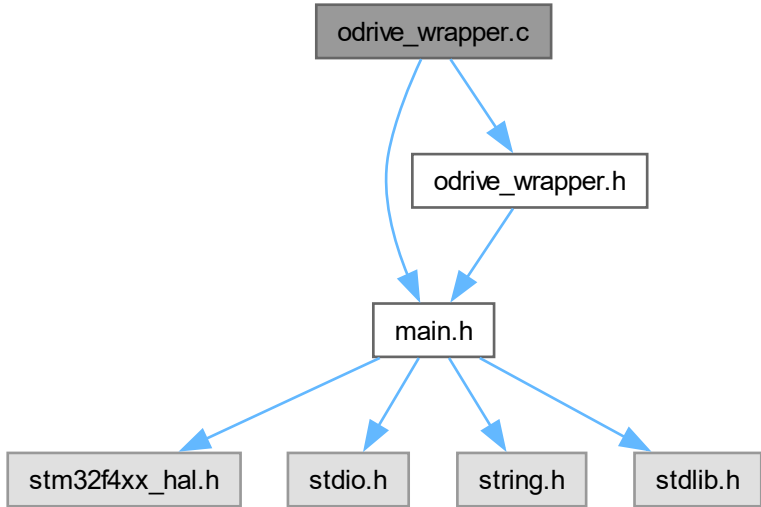 odrive_wrapper.c
odrive_wrapper.h
main.h
stm32f4xx_hal.h
stdio.h
string.h
stdlib.h